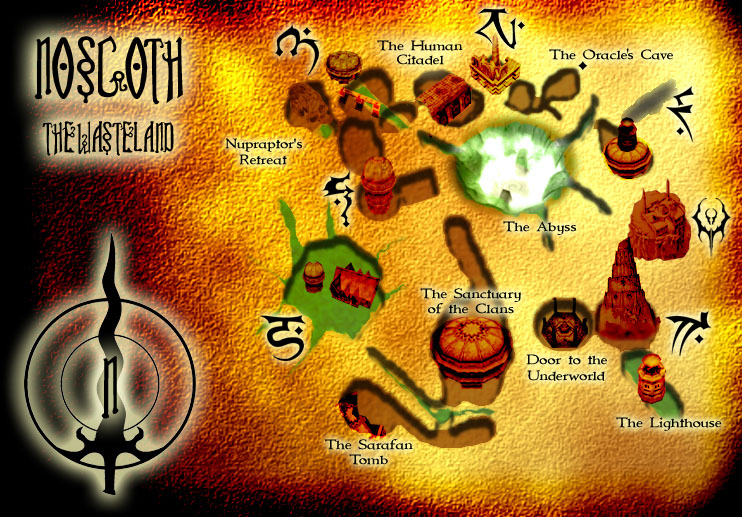 NOSGOTH
THE WASTELAND
The Human
Citadel
The Oracle's Cave
Nupraptor's
Retreat
The Abyss
The Sanctuary
of the Clans
Door to the
Underworld
The Lighthouse
The Sarafan
Tomb
N